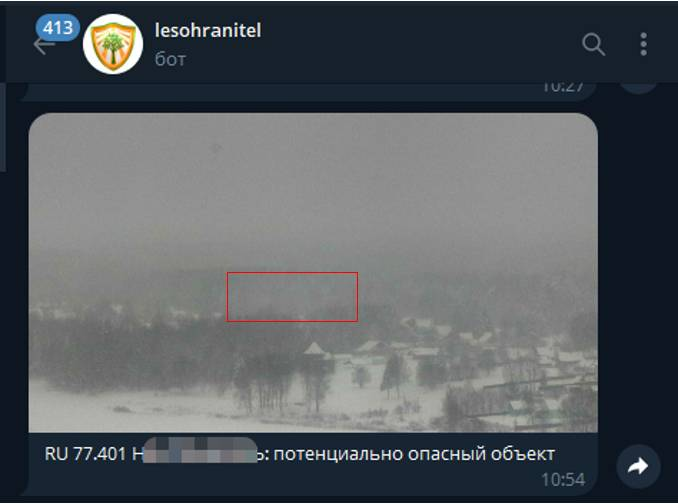 413
lesohranitel
бот
10:27
RU 77.401 Н ь: потенциально опасный объект
10:54